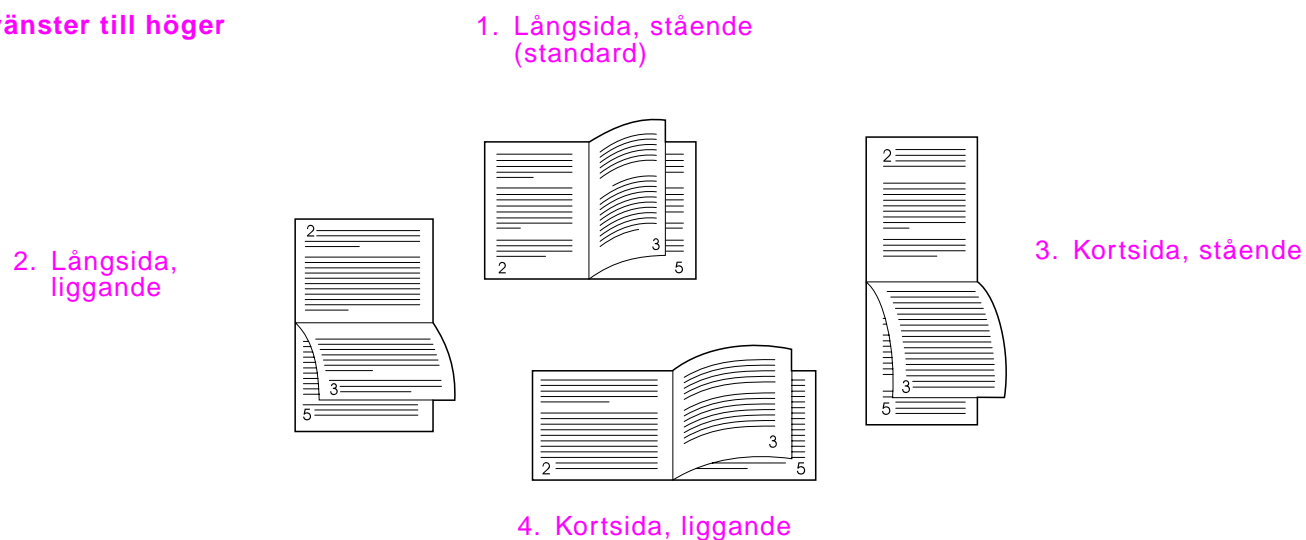 vänster till höger
1. Långsida, stående
(standard)
2
3
5
2
3
5
2
3
5
2. Långsida,
liggande
3. Kortsida, stående
2
3
5
4. Kortsida, liggande